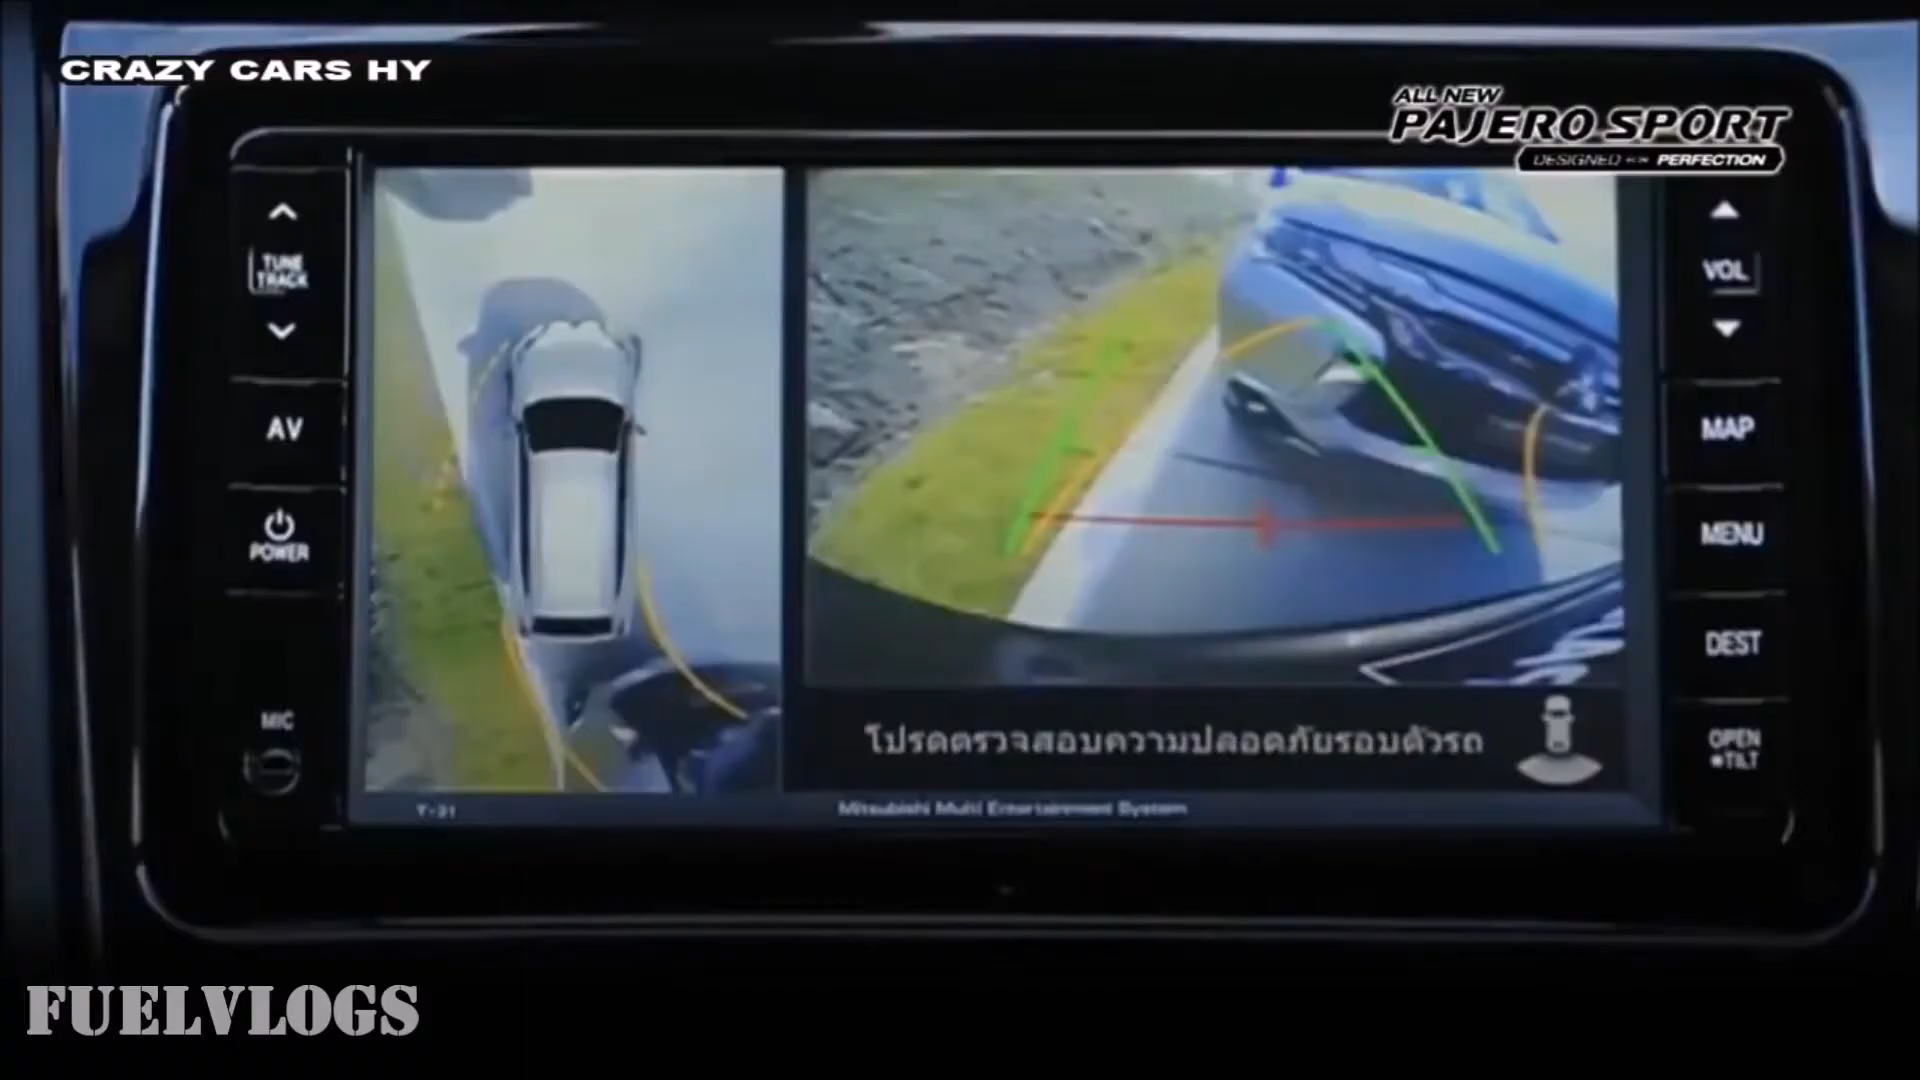 CRAZY CARS HY
ALL NEW
PAJERO SPORT
DESIGNED FOR PERFECTION
TUNE
TRACK
AV
POWER
MIC
VOL
MAP
MENU
DEST
OPEN
TILT
โปรดตรวจสอบความปลอดภัยรอบตัวรถ
Mitsubishi Multi Entertainment System
FUELVLOGS